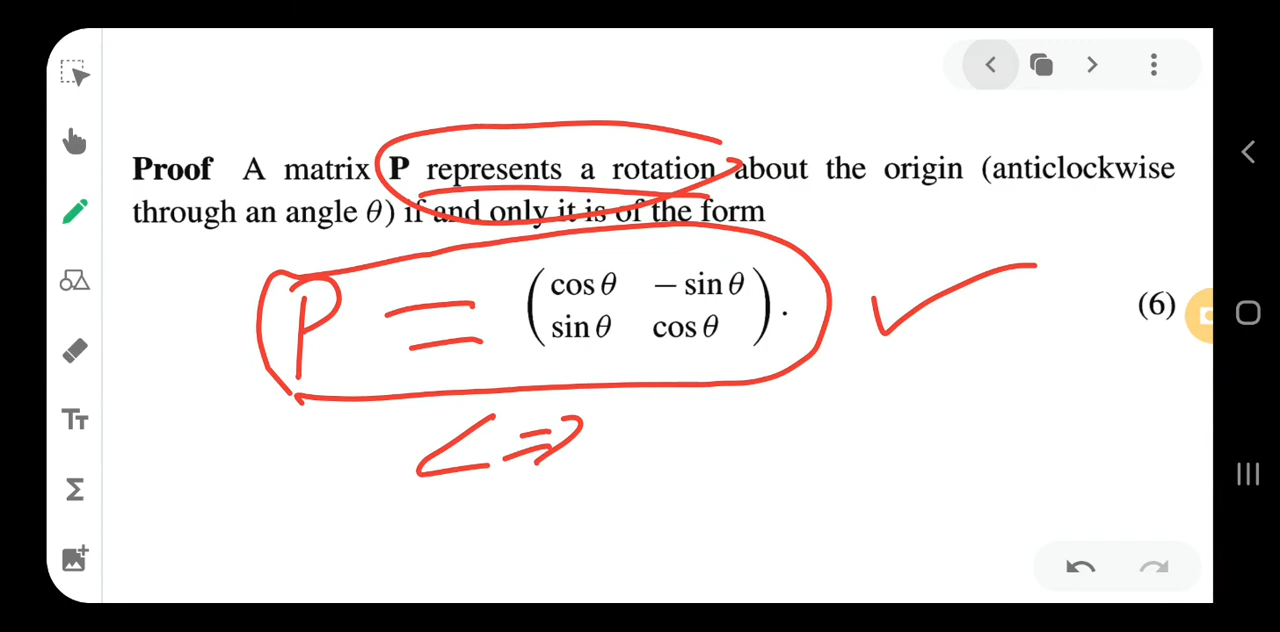 Proof A matrix P represents a rotation about the origin (anticlockwise
through an angle θ) if and only it is of the form
P = ( cos θ − sin θ
sin θ cos θ ) . (6)
<=>
Tт
Σ